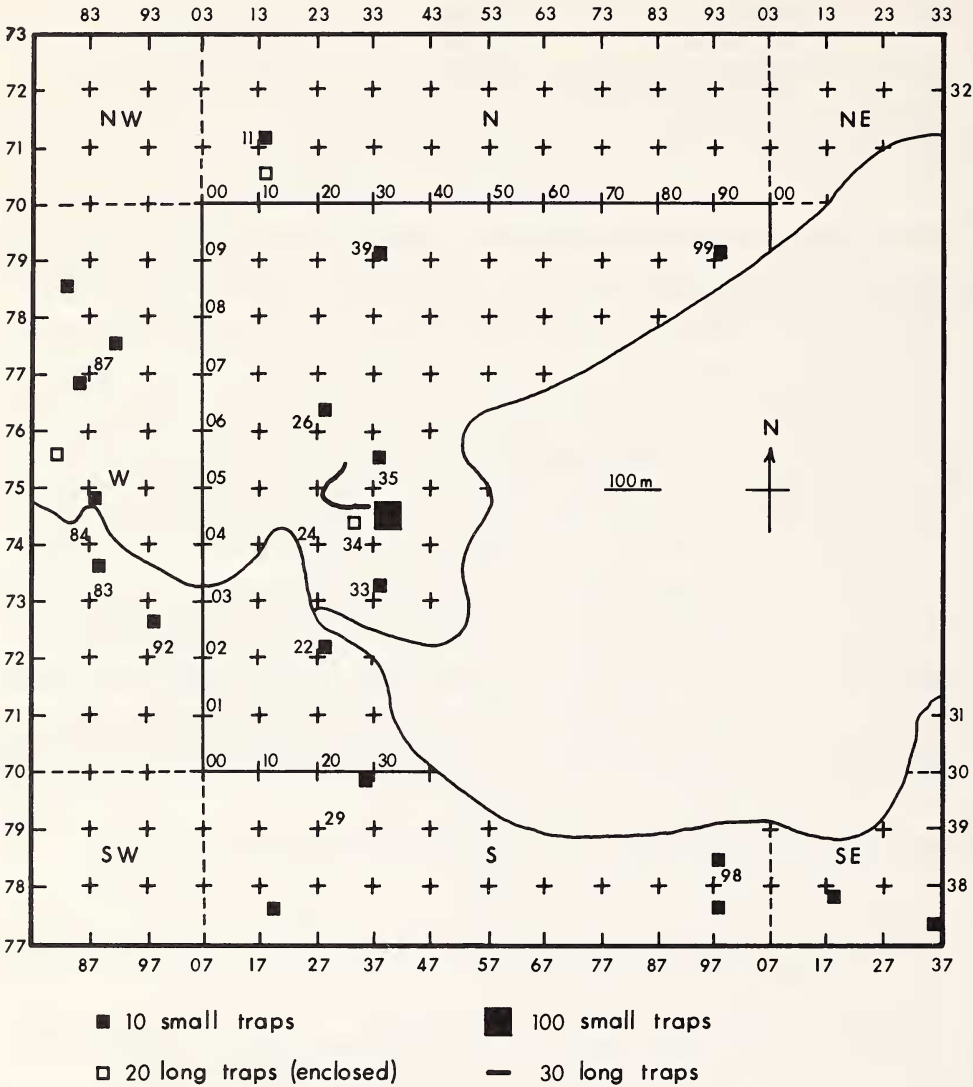 83 93 03 13 23 33 43 53 63 73 83 93 03 13 23 33
73
72 32
NW N NE
11
71
00 10 20 30 40 50 60 70 80 90 00
70
09 39 99
79
08
78
87
07
77
26 06
76
N
35
W 05
75 100 m
84 04 24 34
74
83 33
03
73
92 02 22
72
01
71 31
00 10 20 30
70 30
29
79 39
SW S SE
98
78 38
77
87 97 07 17 27 37 47 57 67 77 87 97 07 17 27 37
10 small traps 100 small traps
20 long traps (enclosed) 30 long traps